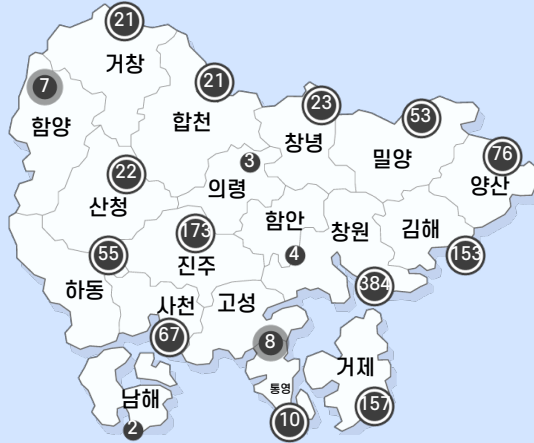 21
거창
7
함양
21
합천
23
창녕
53
밀양
76
양산
22
산청
3
의령
함안
4
창원
김해
153
173
진주
55
하동
384
사천
67
고성
8
거제
157
통영
10
남해
2